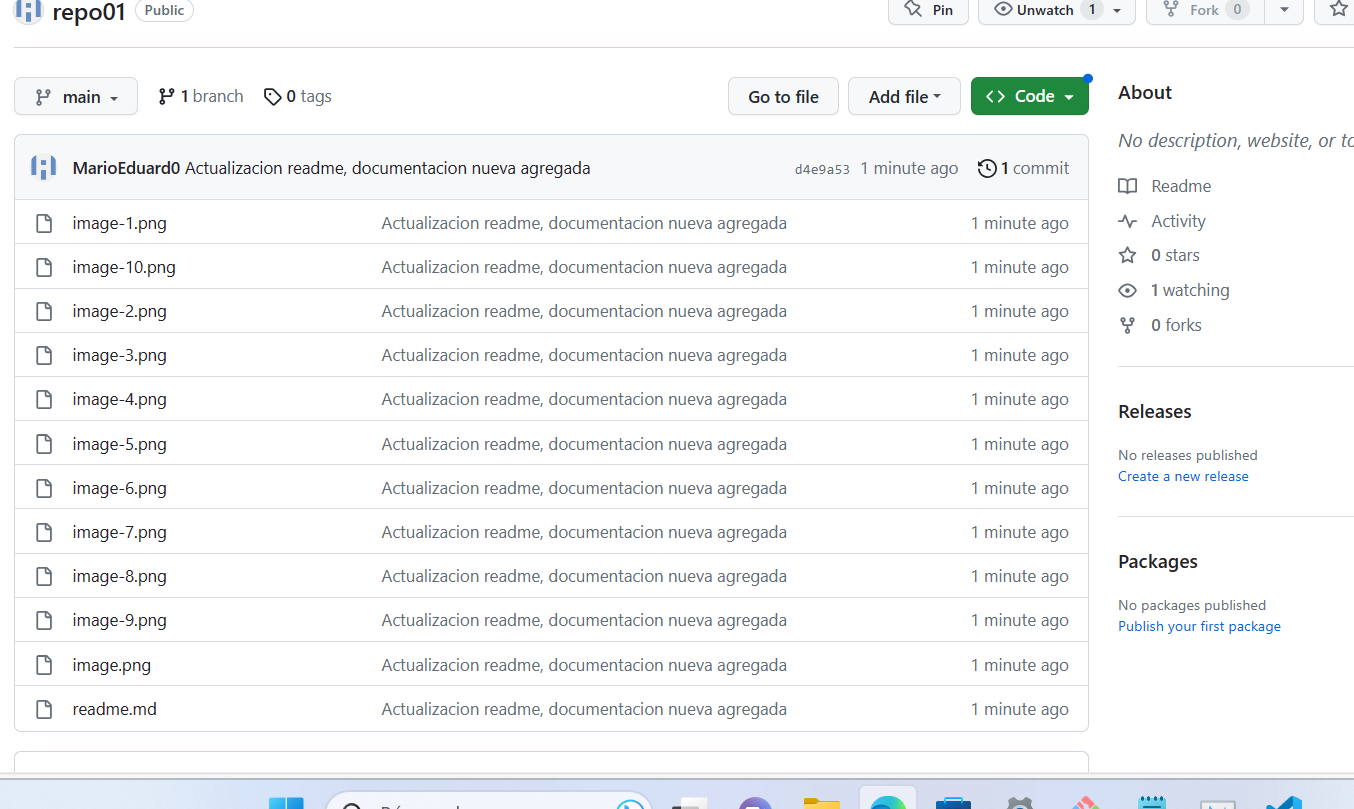 repo01 Public Pin Unwatch 1 Fork 0
main 1 branch 0 tags Go to file Add file Code
MarioEduard0 Actualizacion readme, documentacion nueva agregada d4e9a53 1 minute ago 1 commit
image-1.png Actualizacion readme, documentacion nueva agregada 1 minute ago
image-10.png Actualizacion readme, documentacion nueva agregada 1 minute ago
image-2.png Actualizacion readme, documentacion nueva agregada 1 minute ago
image-3.png Actualizacion readme, documentacion nueva agregada 1 minute ago
image-4.png Actualizacion readme, documentacion nueva agregada 1 minute ago
image-5.png Actualizacion readme, documentacion nueva agregada 1 minute ago
image-6.png Actualizacion readme, documentacion nueva agregada 1 minute ago
image-7.png Actualizacion readme, documentacion nueva agregada 1 minute ago
image-8.png Actualizacion readme, documentacion nueva agregada 1 minute ago
image-9.png Actualizacion readme, documentacion nueva agregada 1 minute ago
image.png Actualizacion readme, documentacion nueva agregada 1 minute ago
readme.md Actualizacion readme, documentacion nueva agregada 1 minute ago
About
No description, website, or to
Readme
Activity
0 stars
1 watching
0 forks
Releases
No releases published
Create a new release
Packages
No packages published
Publish your first package